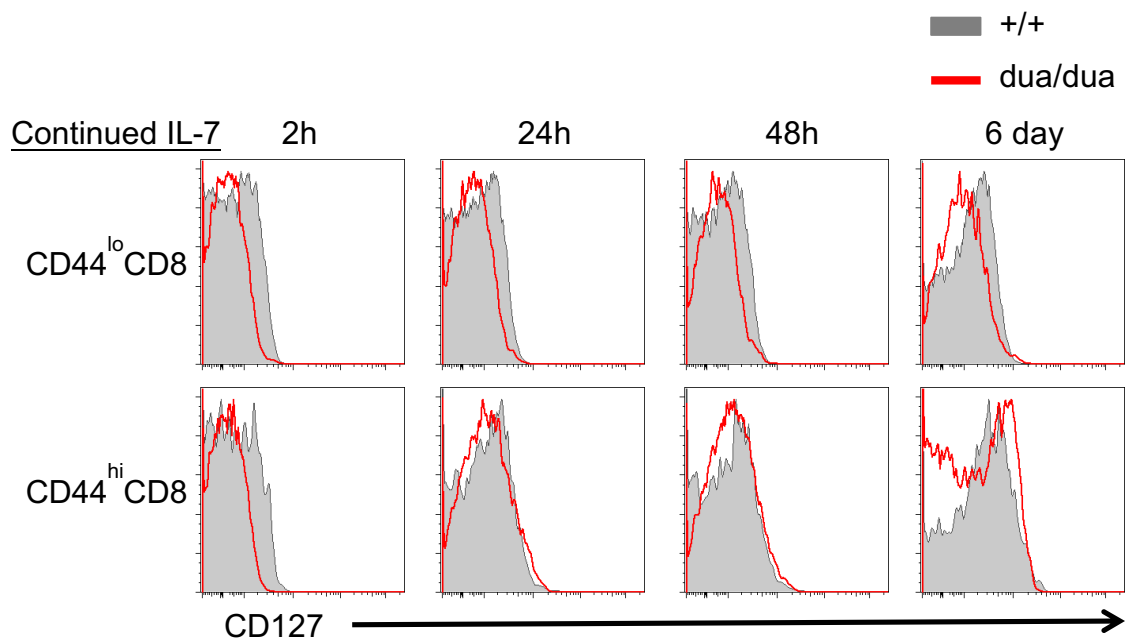 +/+
dua/dua
Continued IL-7 2h 24h 48h 6 day
CD44loCD8
CD44hiCD8
CD127